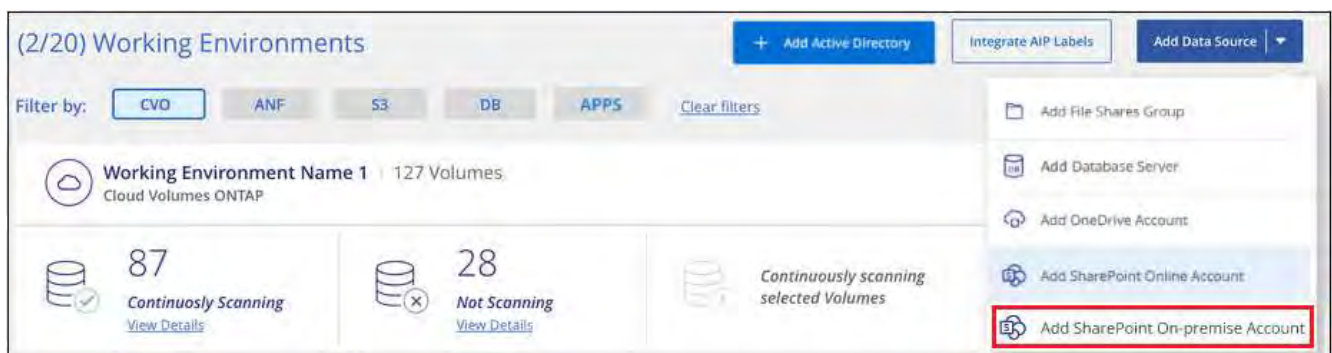 (2/20) Working Environments
+ Add Active Directory
Integrate AIP Labels
Add Data Source
Filter by:
CVO
ANF
S3
DB
APPS
Clear filters
Add File Shares Group
Working Environment Name 1 | 127 Volumes
Cloud Volumes ONTAP
DB
Add Database Server
Add OneDrive Account
87
Continuosly Scanning
View Details
28
Not Scanning
View Details
Continuously scanning
selected Volumes
S
Add SharePoint Online Account
S
Add SharePoint On-premise Account